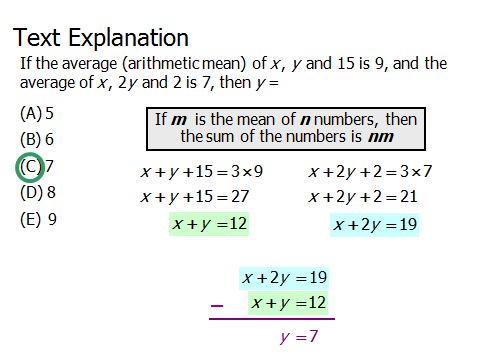 Text Explanation
If the average (arithmetic mean) of x, y and 15 is 9, and the
average of x, 2y and 2 is 7, then y =
(A) 5
(B) 6
(C) 7
(D) 8
(E) 9
If m is the mean of n numbers, then
the sum of the numbers is nm
x + y + 15 = 3 × 9
x + y + 15 = 27
x + y = 12
x + 2y + 2 = 3 × 7
x + 2y + 2 = 21
x + 2y = 19
x + 2y = 19
– x + y = 12
y = 7